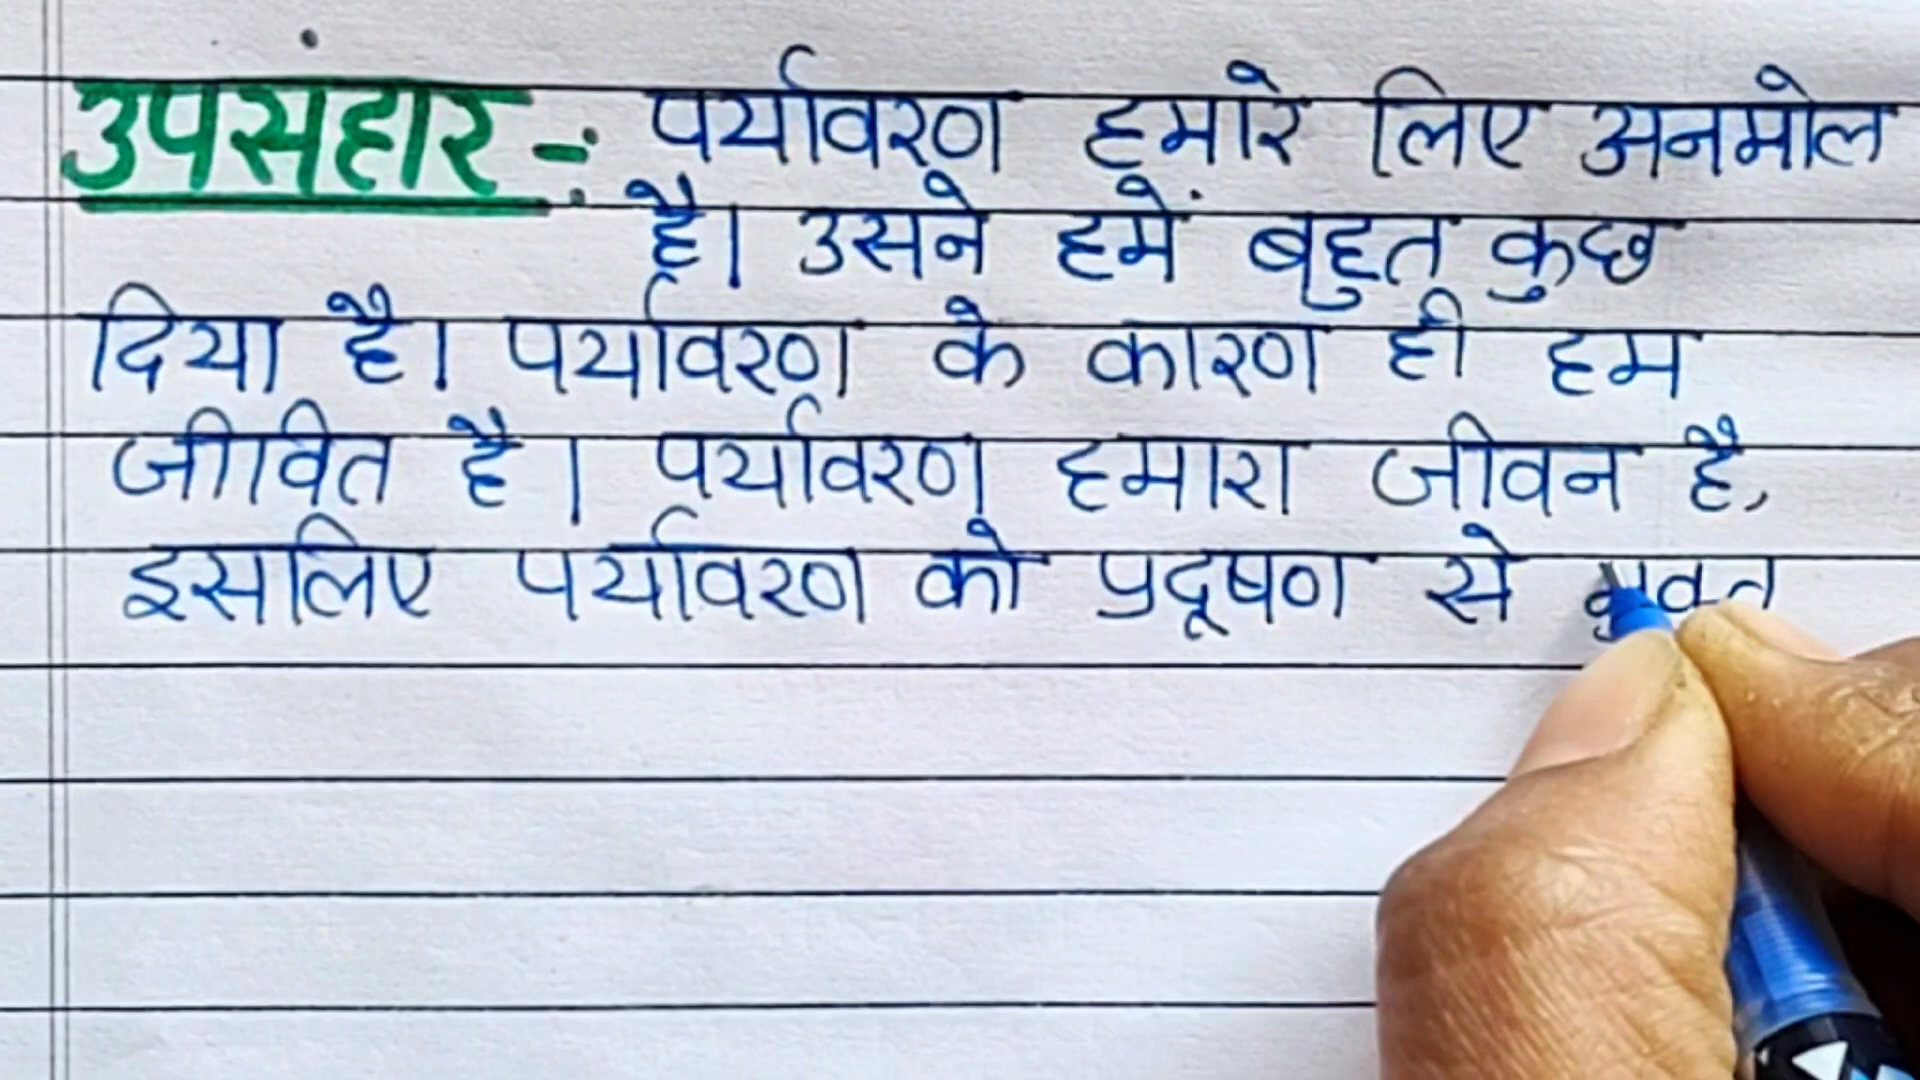 उपसंहार -: पर्यावरण हमारे लिए अनमोल
है। उसने हमें बहुत कुछ
दिया है। पर्यावरण के कारण ही हम
जीवित है। पर्यावरण हमारा जीवन है,
इसलिए पर्यावरण को प्रदूषण से